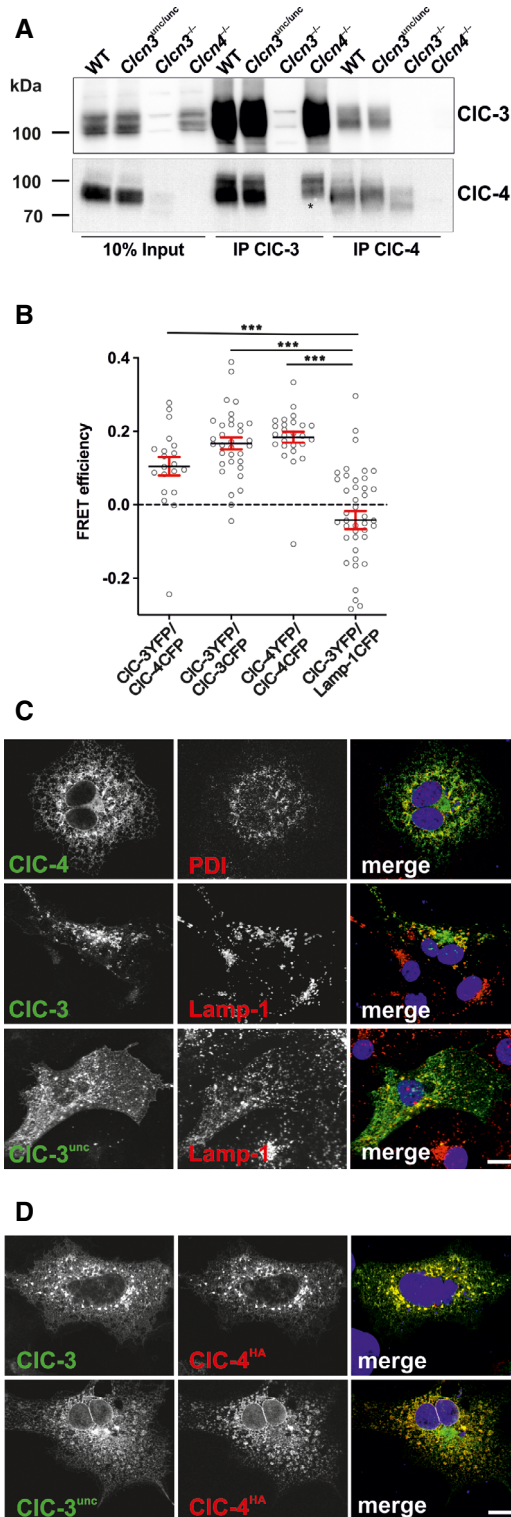 A
WT Clcn3unc/unc Clcn3-/- Clcn4-/- WT Clcn3unc/unc Clcn3-/- Clcn4-/- WT Clcn3unc/unc Clcn3-/- Clcn4-/-
kDa
100
ClC-3
100
70
ClC-4
*
10% Input IP ClC-3 IP ClC-4
B
***
***
***
FRET efficiency
0.4
0.2
0.0
-0.2
ClC-3YFP/
ClC-4CFP
ClC-3YFP/
ClC-3CFP
ClC-4YFP/
ClC-4CFP
ClC-3YFP/
Lamp-1CFP
C
ClC-4 PDI merge
ClC-3 Lamp-1 merge
ClC-3unc Lamp-1 merge
D
ClC-3 ClC-4HA merge
ClC-3unc ClC-4HA merge